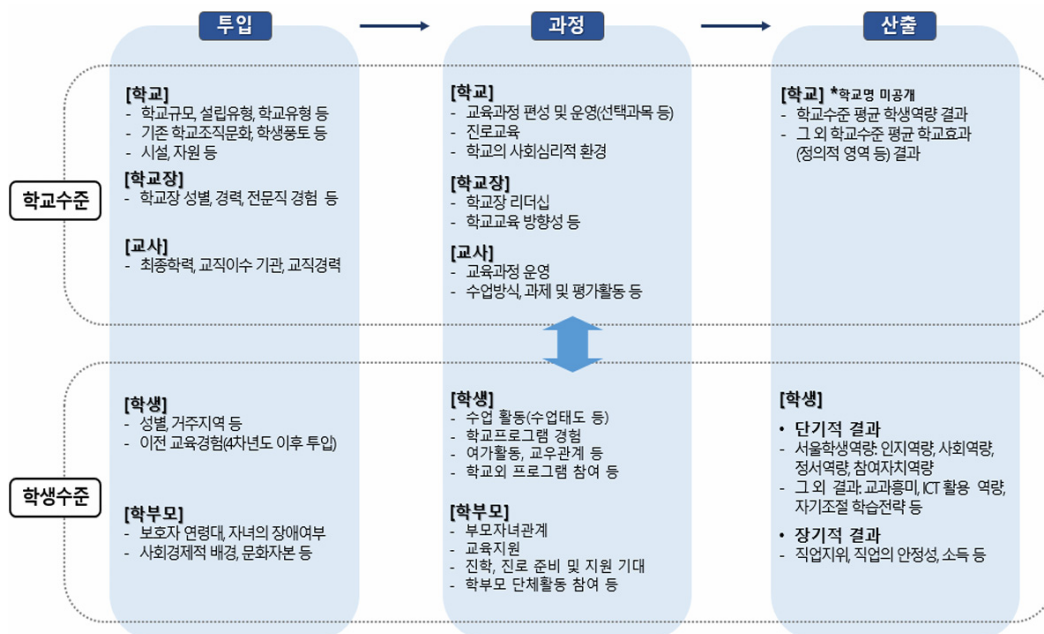 투입
과정
산출
학교수준
[학교]
- 학교규모, 설립유형, 학교유형 등
- 기존 학교조직문화, 학생풍토 등
- 시설, 자원 등
[학교장]
- 학교장 성별, 경력, 전문직 경험 등
[교사]
- 최종학력, 교직이수 기관, 교직경력
[학교]
- 교육과정 편성 및 운영(선택과목 등)
- 진로교육
- 학교의 사회심리적 환경
[학교장]
- 학교장 리더십
- 학교교육 방향성 등
[교사]
- 교육과정 운영
- 수업방식, 과제 및 평가활동 등
[학교] *학교명 미공개
- 학교수준 평균 학생역량 결과
- 그 외 학교수준 평균 학교효과
(정의적 영역 등) 결과
학생수준
[학생]
- 성별, 거주지역 등
- 이전 교육경험(4차년도 이후 투입)
[학부모]
- 보호자 연령대, 자녀의 장애여부
- 사회경제적 배경, 문화자본 등
[학생]
- 수업 활동(수업태도 등)
- 학교프로그램 경험
- 여가활동, 교우관계 등
- 학교외 프로그램 참여 등
[학부모]
- 부모자녀관계
- 교육지원
- 진학, 진로 준비 및 지원 기대
- 학부모 단체활동 참여 등
[학생]
• 단기적 결과
- 서울학생역량: 인지역량, 사회역량,
정서역량, 참여자치역량
- 그 외 결과: 교과흥미, ICT 활용 역량,
자기조절 학습전략 등
• 장기적 결과
- 직업지위, 직업의 안정성, 소득 등